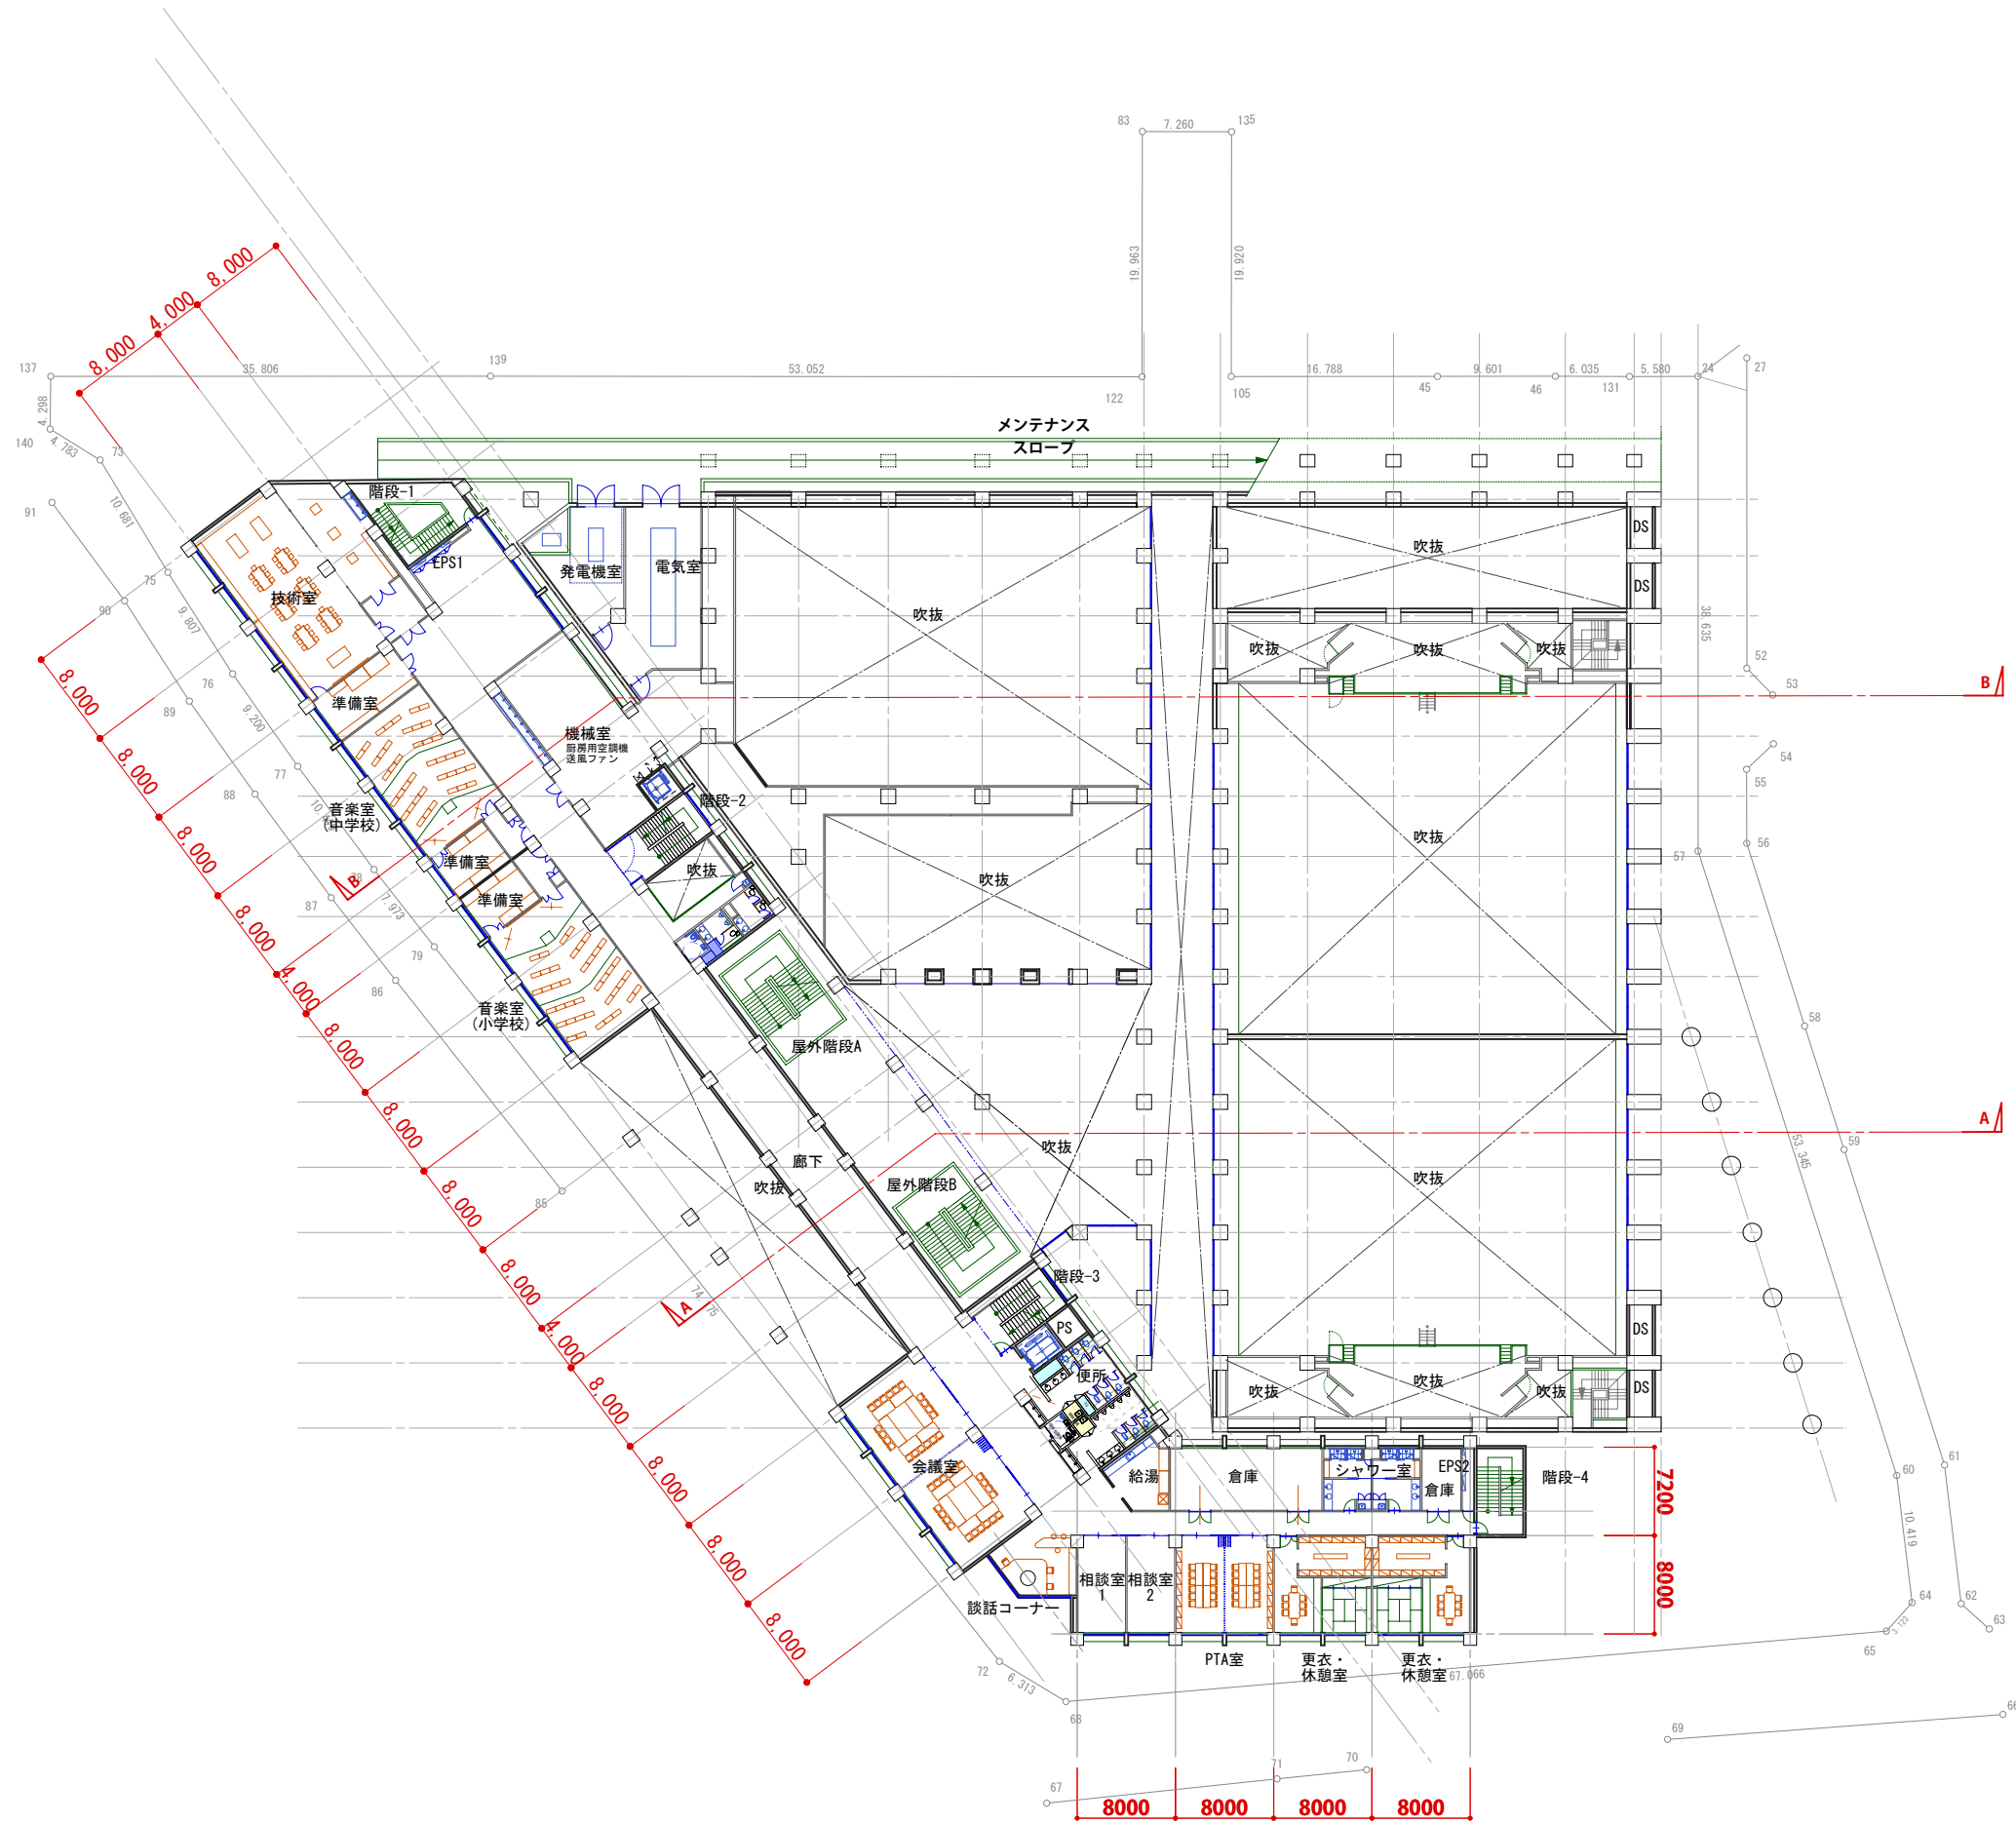 83
7.260
135
19.963
19.920
8,000
4,000
8,000
137
35.806
139
53.052
122
105
16.788
45
9.601
46
6.035
131
5.580
24
27
4.298
140
4.783
73
91
10.681
メンテナンス
スロープ
階段-1
EPS1
発電機室
電気室
吹抜
吹抜
DS
DS
技術室
75
90
9.807
38.635
吹抜
吹抜
吹抜
52
53
B
76
89
9.200
準備室
機械室
厨房用空調機
送風ファン
54
55
77
88
階段-2
音楽室
(中学校)
吹抜
56
57
準備室
吹抜
吹抜
B
78
7.973
87
準備室
79
86
音楽室
(小学校)
屋外階段A
58
A
吹抜
59
53.345
廊下
吹抜
屋外階段B
吹抜
85
階段-3
74.175
A
PS
DS
便所
吹抜
吹抜
吹抜
DS
会議室
給湯
倉庫
シャワー室
EPS2
倉庫
階段-4
61
60
7200
10.419
8000
相談室
1
相談室
2
談話コーナー
64
62
63
3.123
65
PTA室
更衣・
休憩室
更衣・
休憩室
67.066
72
6.313
68
66
69
70
71
67
8,000
8,000
8,000
8,000
4,000
8,000
8,000
8,000
8,000
4,000
8,000
8,000
8,000
8,000
8000
8000
8000
8000